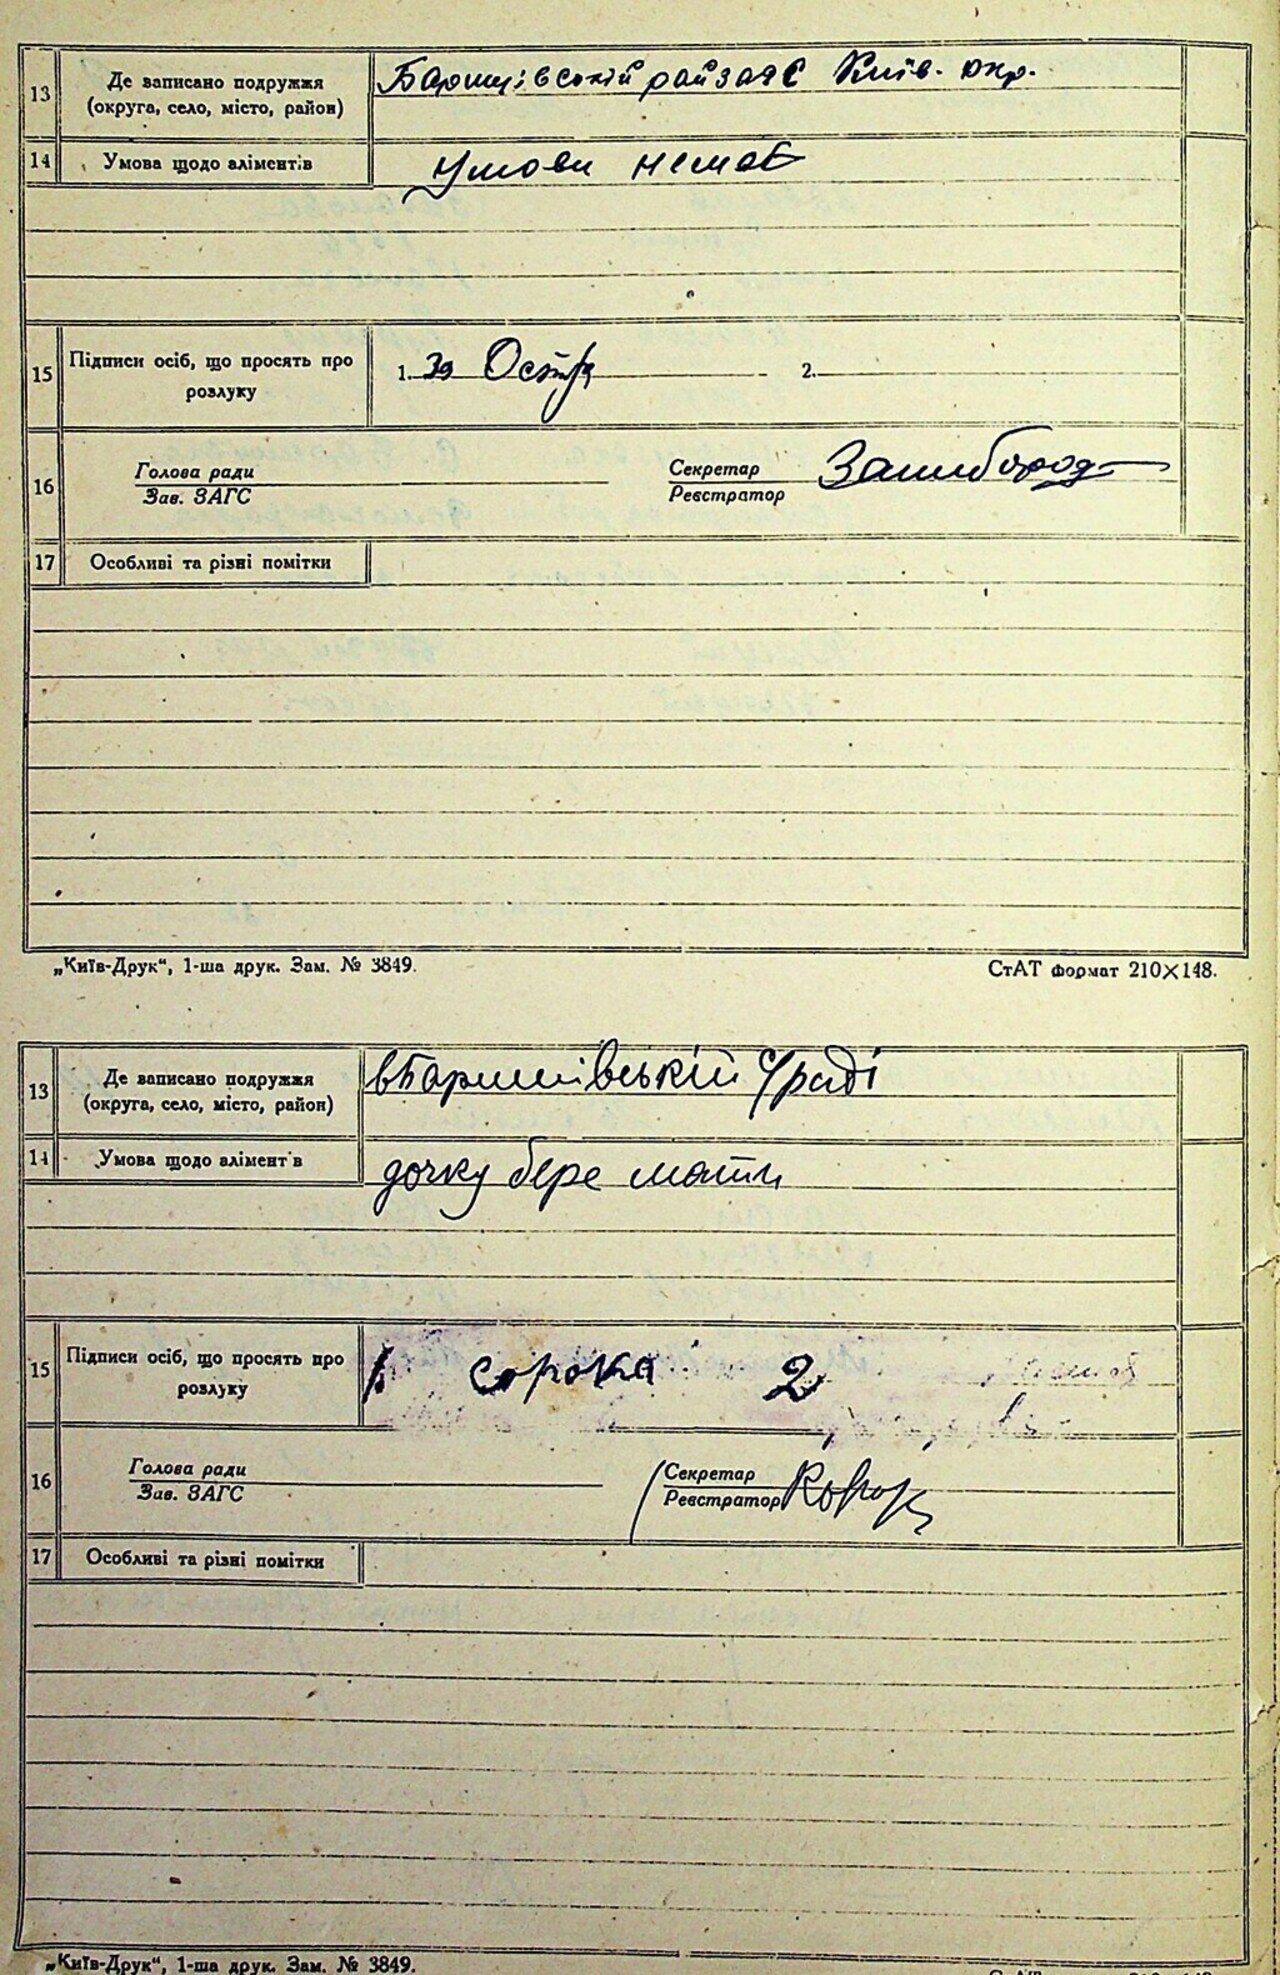 13
Де записано подружжя
(округа, село, місто, район)
Баришівський райзагс Київ. окр.
14
Умова щодо аліментів
Умови немає
15
Підписи осіб, що просять про
розлуку
1. За
2.
16
Голова ради
Зав. ЗАГС
Секретар
Реєстратор
17
Особливі та різні помітки
„Київ-Друк“, 1-ша друк. Зам. № 3849.
СтАТ формат 210×148.
13
Де записано подружжя
(округа, село, місто, район)
в Баришівській с/раді
14
Умова щодо алімент в
дочку бере мати
15
Підписи осіб, що просять про
розлуку
1. сорока 2
16
Голова ради
Зав. ЗАГС
Секретар
Реєстратор
17
Особливі та різні помітки
„Київ-Друк“, 1-ша друк. Зам. № 3849.